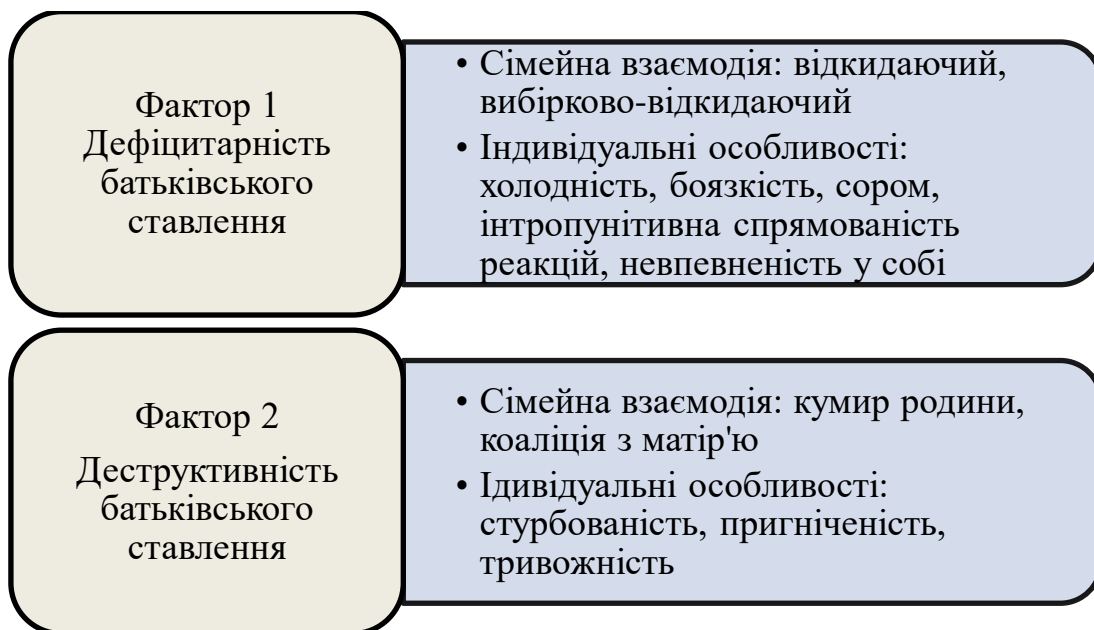 Фактор 1
Дефіцитарність
батьківського
ставлення
• Сімейна взаємодія: відкидаючий,
вибірково-відкидаючий
• Індивідуальні особливості:
холодність, боязкість, сором,
інтропунітивна спрямованість
реакцій, невпевненість у собі
Фактор 2
Деструктивність
батьківського
ставлення
• Сімейна взаємодія: кумир родини,
коаліція з матір'ю
• Ідивідуальні особливості:
стурбованість, пригніченість,
тривожність